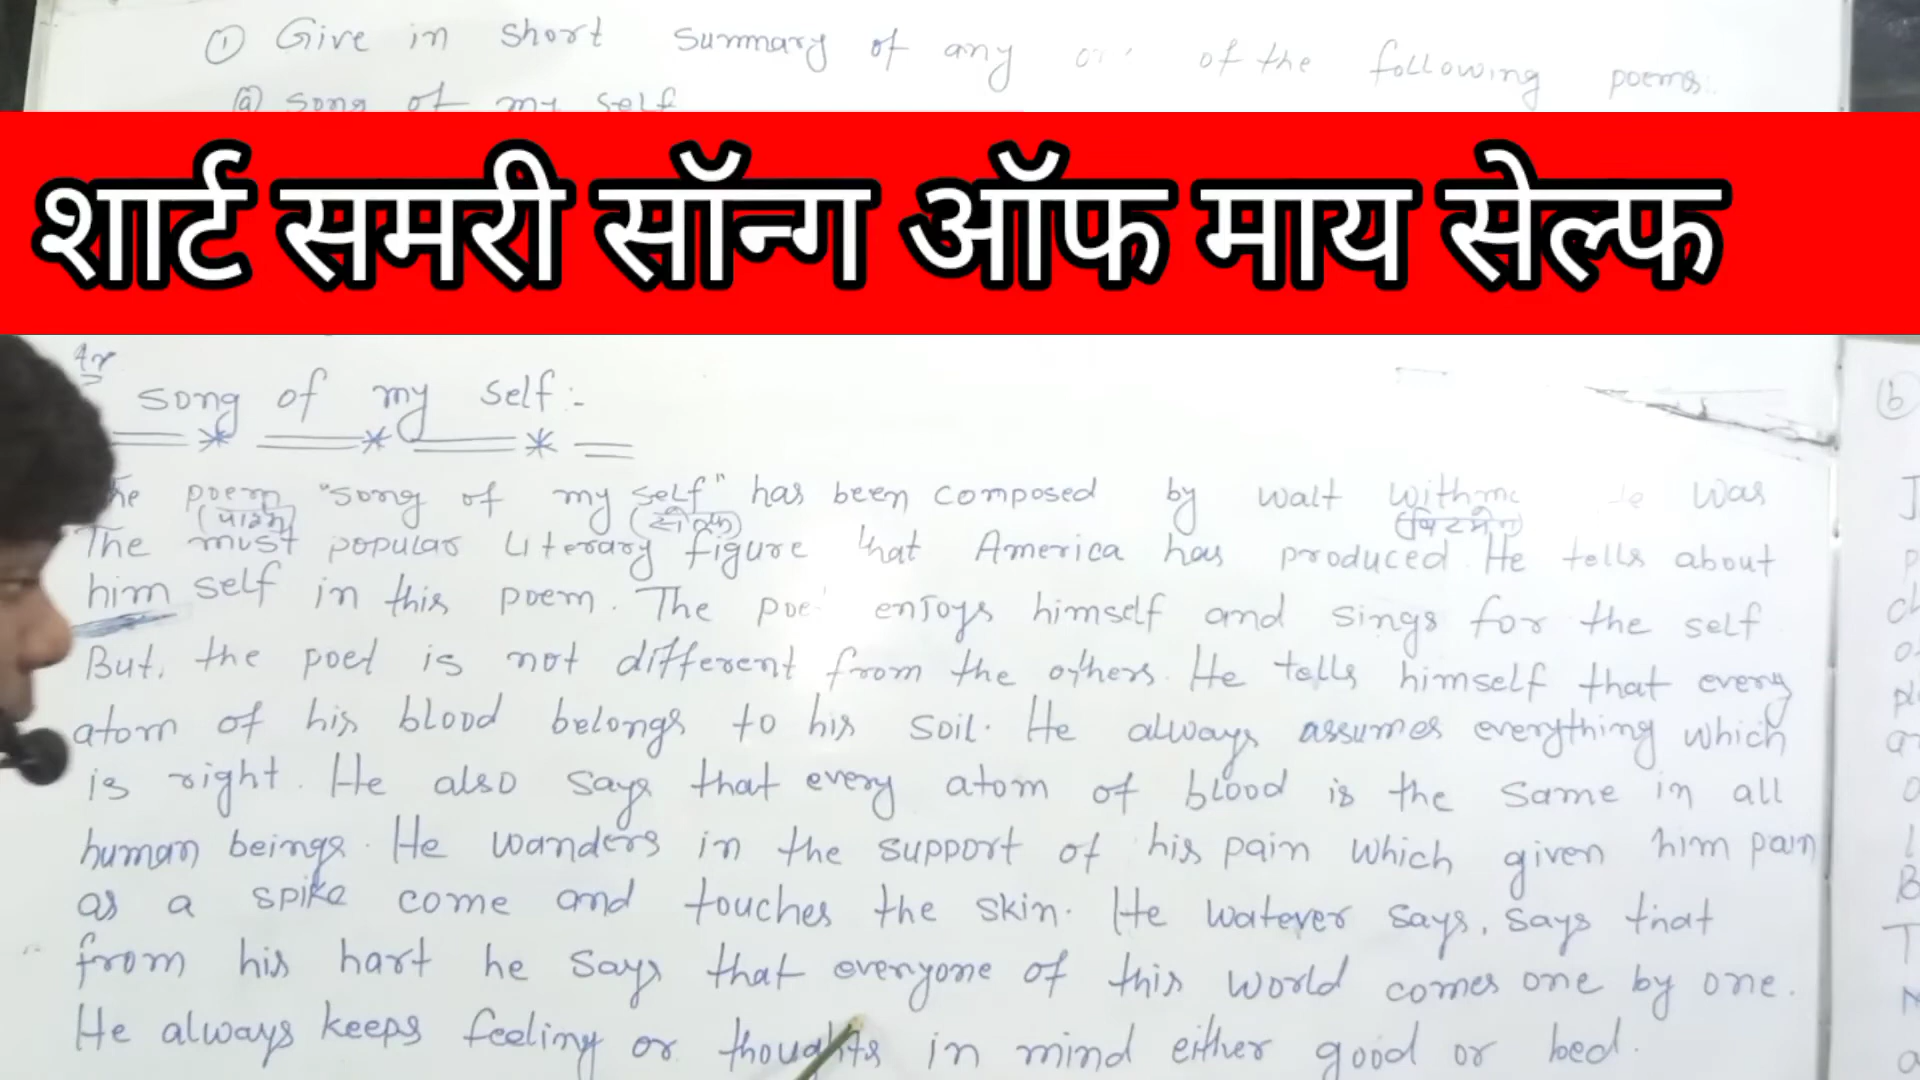 ① Give in short summary of any of the following poems:
ⓐ song of my self
शार्ट समरी सॉन्ग ऑफ माय सेल्फ
song of my self :-
poem "song of my self" has been composed by walt was
The must popular Literary figure that America has produced. He tells about
him self in this poem. The enjoys himself and sings for the self
But, the poet is not different from the others. He tells himself that every
atom of his blood belongs to his soil. He always assumes everything which
is right. He also says that every atom of blood is the same in all
human beings. He wanders in the support of his pain which given him pain
as a spike come and touches the skin. He watever says, says that
from his hart he says that everyone of this world comes one by one.
He always keeps feeling or thoughts in mind either good or bed.
ⓑ